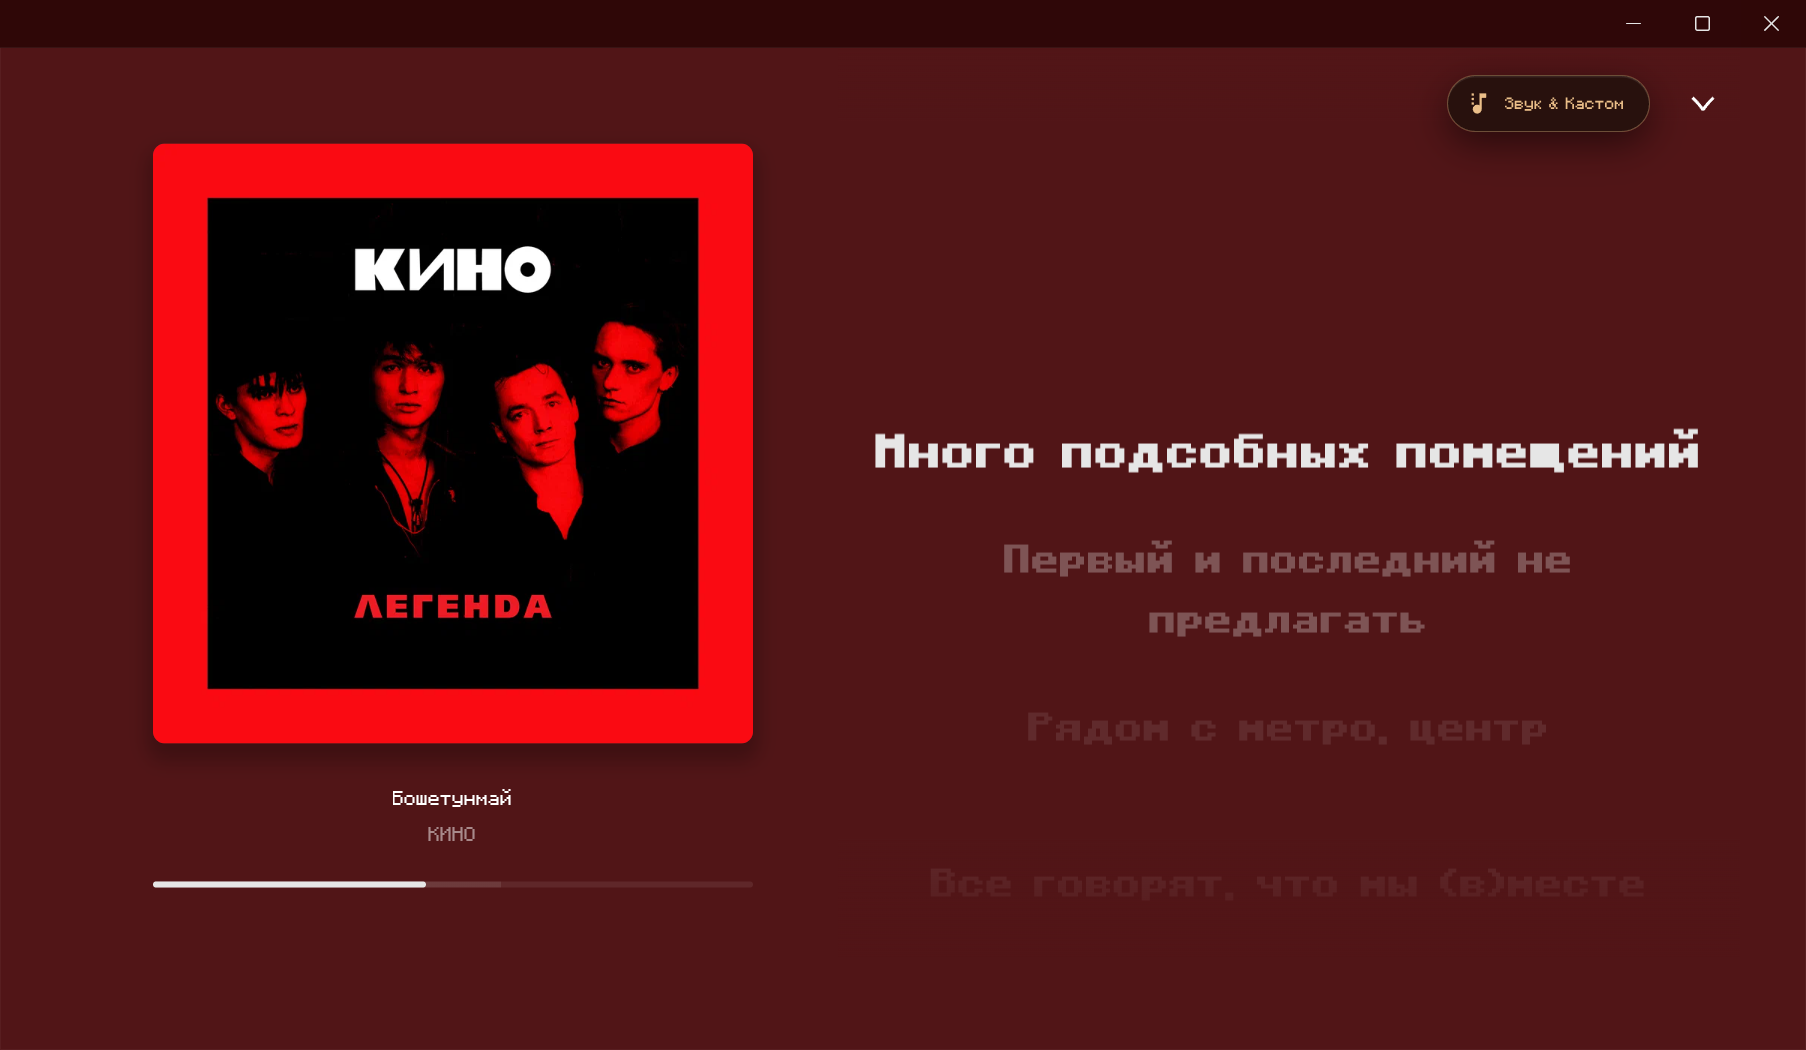 Звук & Кастом
КИНО
ЛЕГЕНДА
Бошетунмай
КИНО
Много подсобных помещений
Первый и последний не
предлагать
Рядом с метро, центр
Все говорят, что мы (в)месте